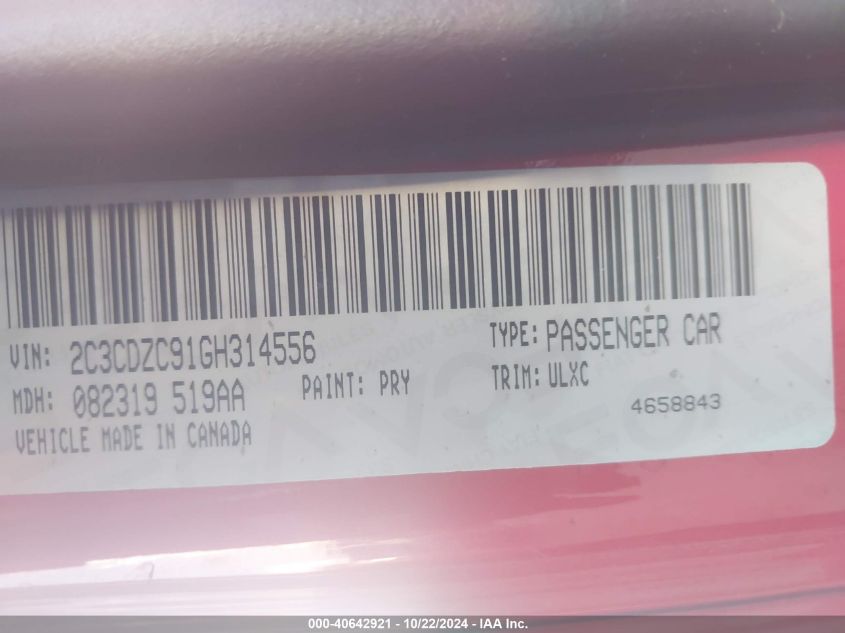 VIN: 2C3CDZC91GH314556 TYPE: PASSENGER CAR
MDH: 082319 519AA PAINT: PRY TRIM: ULXC
VEHICLE MADE IN CANADA 4658843
000-40642921 - 10/22/2024 - IAA Inc.